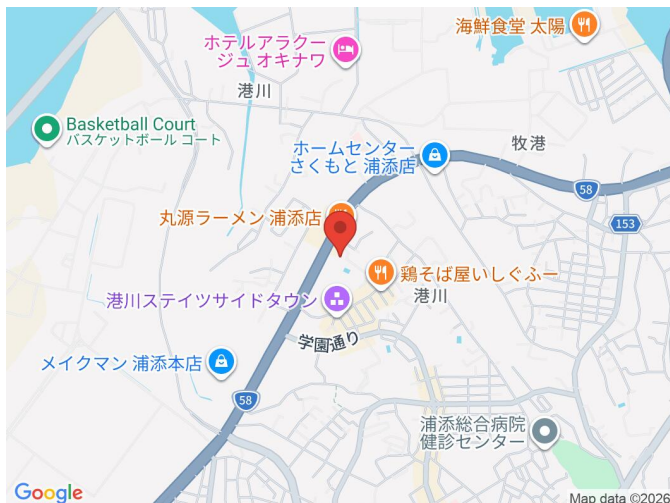 海鮮食堂 太陽
ホテルアラクー
ジュ オキナワ
港川
Basketball Court
バスケットボール コート
ホームセンター
さくもと 浦添店
牧港
58
153
丸源ラーメン 浦添店
鶏そば屋いしぐふー
港川
港川ステイツサイドタウン
学園通り
メイクマン 浦添本店
58
浦添総合病院
健診センター
Google
Map data ©2026